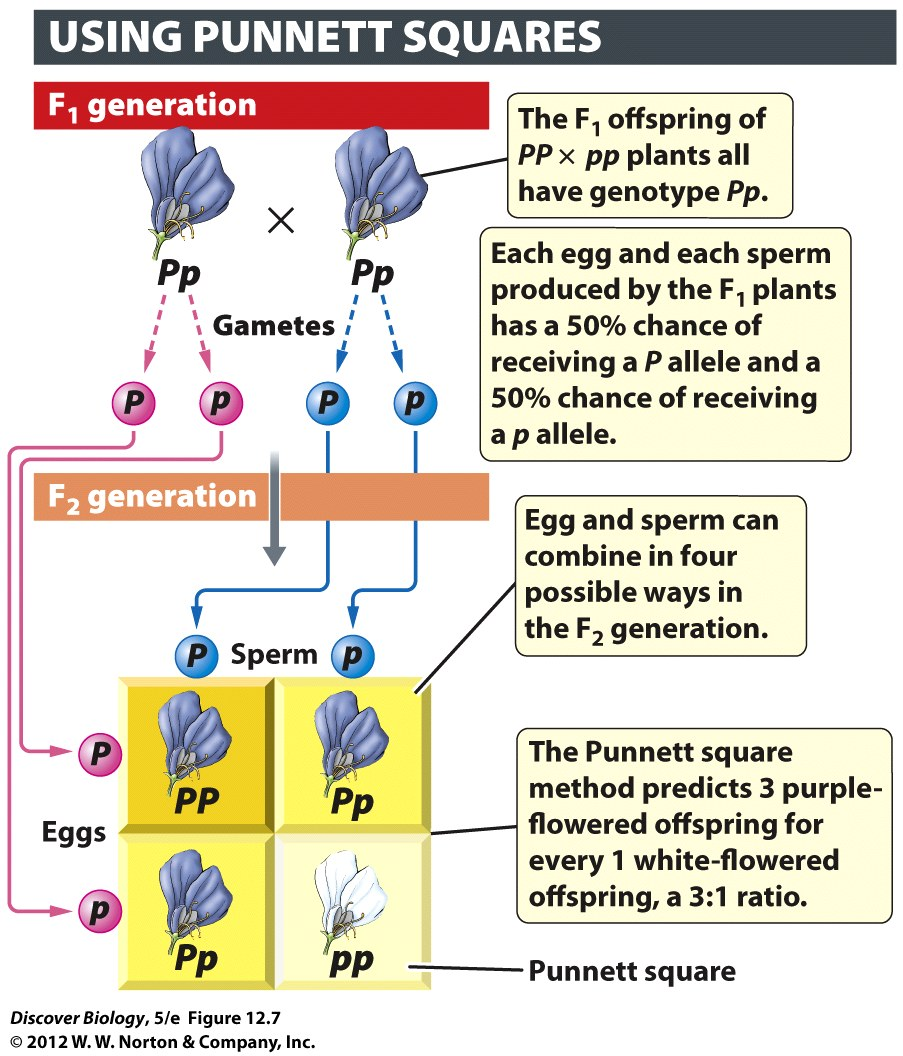 USING PUNNETT SQUARES
F₁ generation
The F₁ offspring of
PP × pp plants all
have genotype Pp.
×
Pp
Pp
Each egg and each sperm
produced by the F₁ plants
has a 50% chance of
receiving a P allele and a
50% chance of receiving
a p allele.
Gametes
P
p
P
p
F₂ generation
Egg and sperm can
combine in four
possible ways in
the F₂ generation.
P
Sperm
p
P
PP
Pp
The Punnett square
method predicts 3 purple-
flowered offspring for
every 1 white-flowered
offspring, a 3:1 ratio.
Eggs
p
Pp
pp
Punnett square
Discover Biology, 5/e Figure 12.7
© 2012 W. W. Norton & Company, Inc.